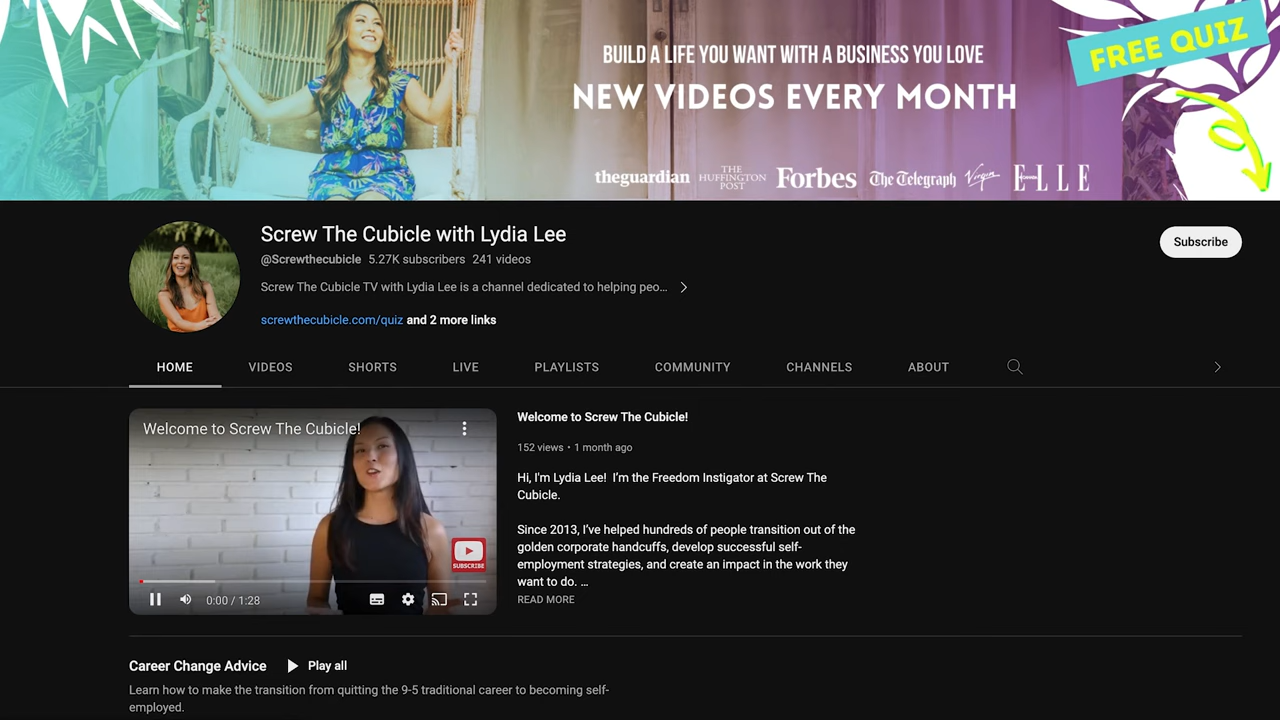 FREE QUIZ
BUILD A LIFE YOU WANT WITH A BUSINESS YOU LOVE
NEW VIDEOS EVERY MONTH
theguardian THE HUFFINGTON POST Forbes The Telegraph Virgin ELLE
Screw The Cubicle with Lydia Lee
Subscribe
@Screwthecubicle 5.27K subscribers 241 videos
Screw The Cubicle TV with Lydia Lee is a channel dedicated to helping peo...
screwthecubicle.com/quiz and 2 more links
HOME VIDEOS SHORTS LIVE PLAYLISTS COMMUNITY CHANNELS ABOUT
Welcome to Screw The Cubicle!
SUBSCRIBE
0:00 / 1:28
Welcome to Screw The Cubicle!
152 views • 1 month ago
Hi, I'm Lydia Lee! I'm the Freedom Instigator at Screw The
Cubicle.
Since 2013, I've helped hundreds of people transition out of the
golden corporate handcuffs, develop successful self-
employment strategies, and create an impact in the work they
want to do. ...
READ MORE
Career Change Advice Play all
Learn how to make the transition from quitting the 9-5 traditional career to becoming self-
employed.